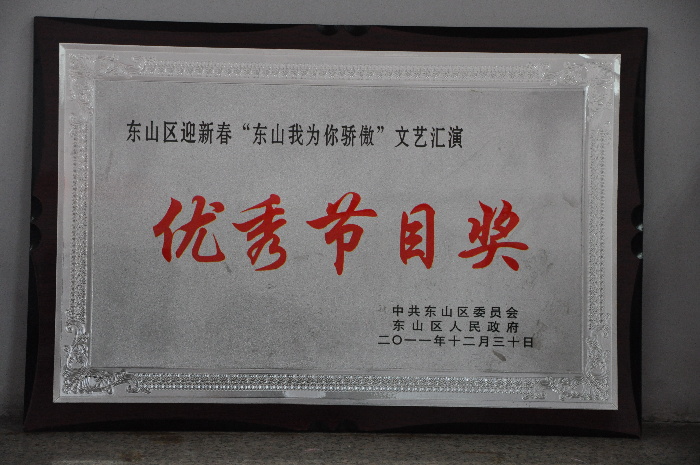 东山区迎新春“东山我为你骄傲”文艺汇演
优秀节目奖
中共东山区委员会
东山区人民政府
二〇一一年十二月三十日